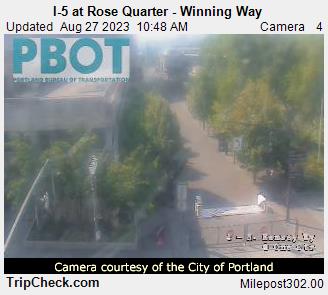 I-5 at Rose Quarter - Winning Way
Updated Aug 27 2023 10:48 AM Camera 4
PBOT
PORTLAND BUREAU OF TRANSPORTATION
Camera courtesy of the City of Portland
TripCheck.com Milepost302.00